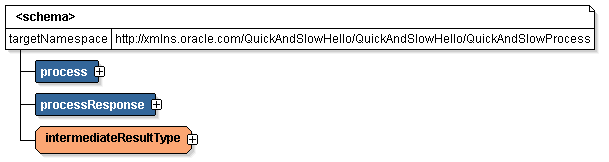 <schema>
targetNamespace http://xmlns.oracle.com/QuickAndSlowHello/QuickAndSlowHello/QuickAndSlowProcess
process
processResponse
intermediateResultType